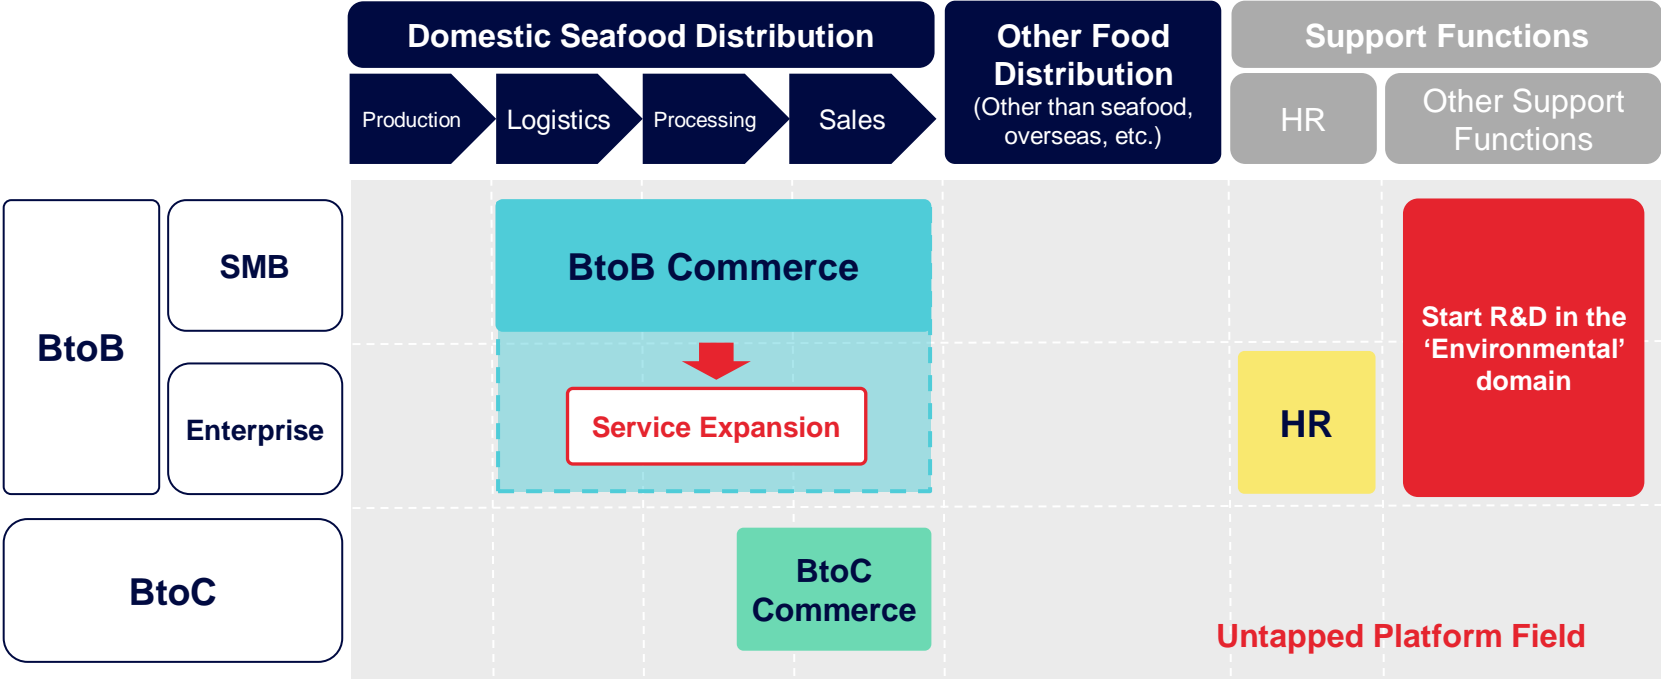 Domestic Seafood Distribution
Other Food
Distribution
(Other than seafood,
overseas, etc.)
Support Functions
Production
Logistics
Processing
Sales
HR
Other Support
Functions
BtoB
SMB
Enterprise
BtoC
BtoB Commerce
Service Expansion
HR
Start R&D in the
‘Environmental’
domain
BtoC
Commerce
Untapped Platform Field